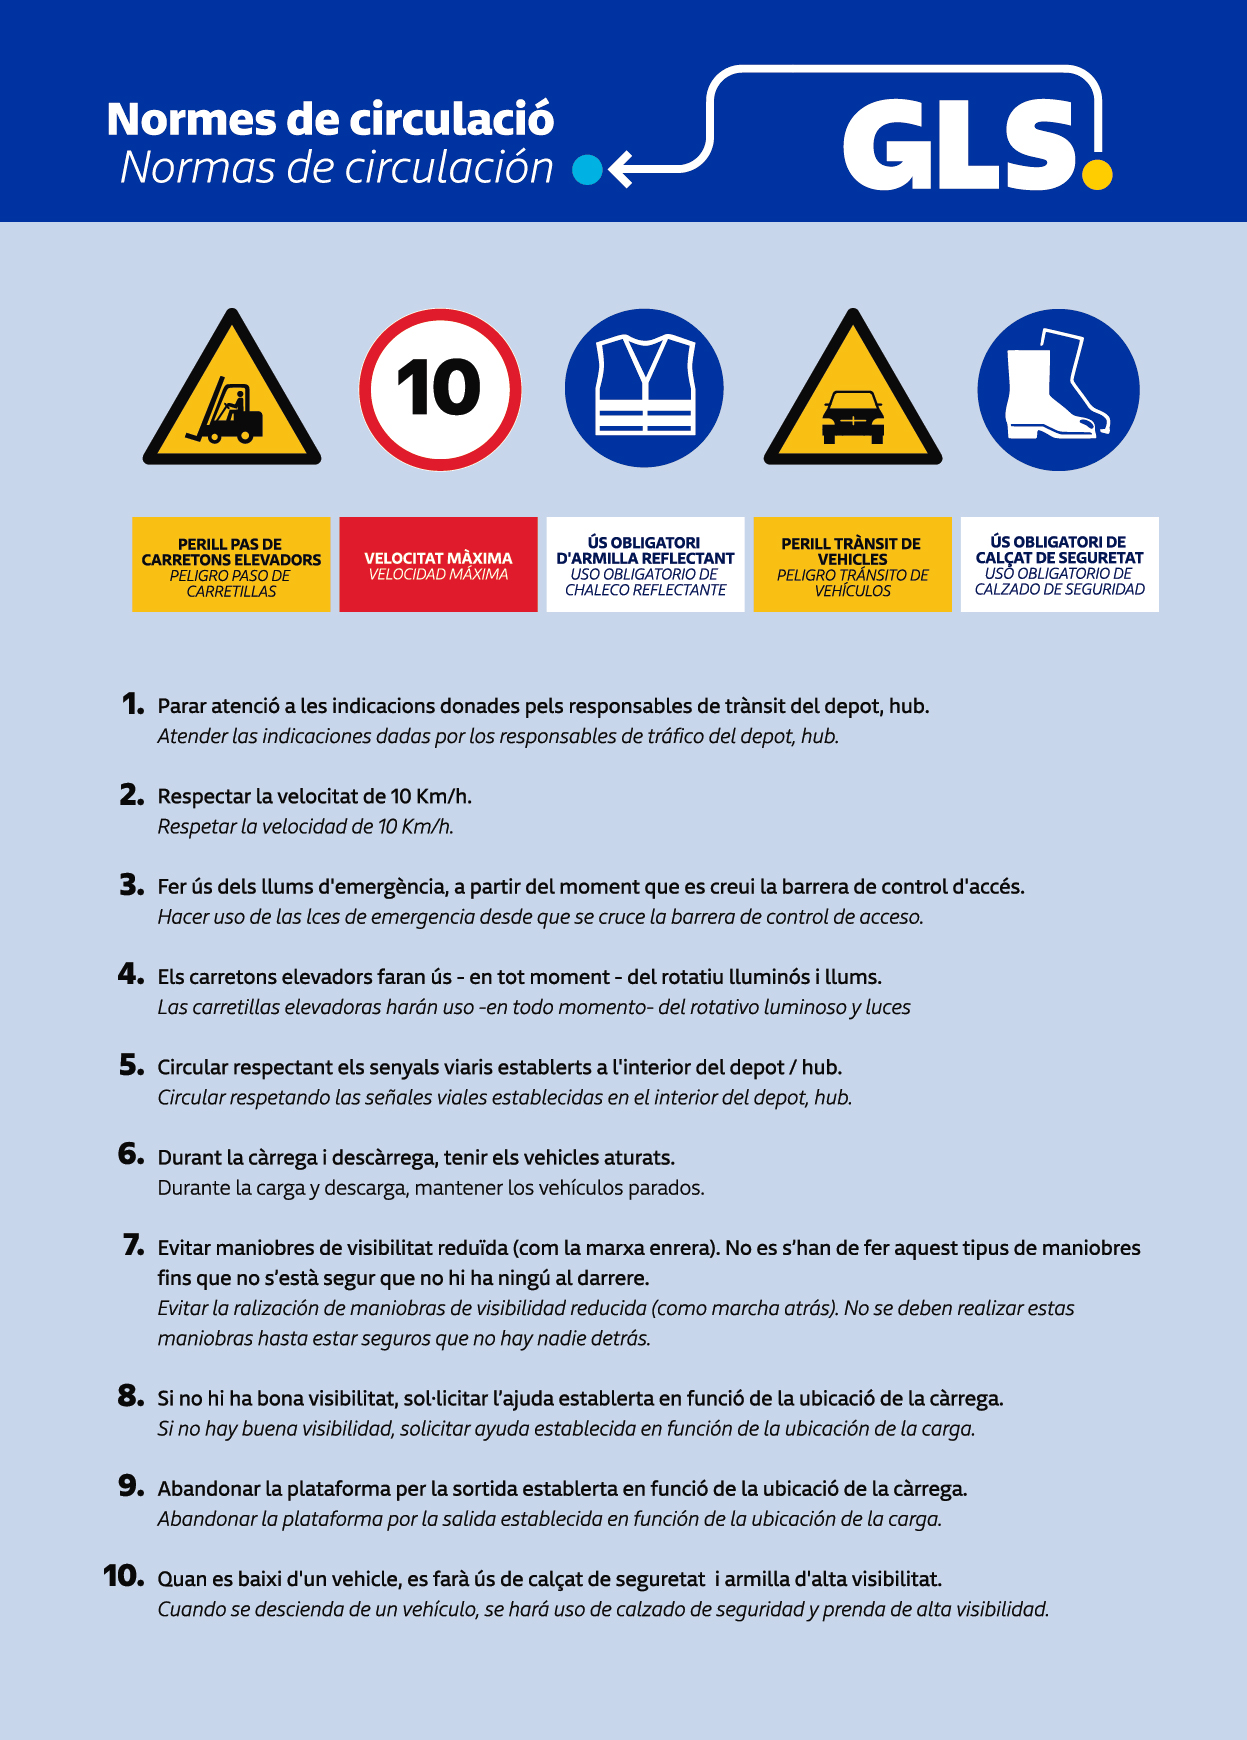 Normes de circulació
Normas de circulación
GLS.
10
PERILL PAS DE
CARRETONS ELEVADORS
PELIGRO PASO DE
CARRETILLAS
VELOCITAT MÀXIMA
VELOCIDAD MÁXIMA
ÚS OBLIGATORI
D'ARMILLA REFLECTANT
USO OBLIGATORIO DE
CHALECO REFLECTANTE
PERILL TRÀNSIT DE
VEHICLES
PELIGRO TRÁNSITO DE
VEHÍCULOS
ÚS OBLIGATORI DE
CALÇAT DE SEGURETAT
USO OBLIGATORIO DE
CALZADO DE SEGURIDAD
1. Parar atenció a les indicacions donades pels responsables de trànsit del depot, hub.
Atender las indicaciones dadas por los responsables de tráfico del depot, hub.
2. Respectar la velocitat de 10 Km/h.
Respetar la velocidad de 10 Km/h.
3. Fer ús dels llums d'emergència, a partir del moment que es creui la barrera de control d'accés.
Hacer uso de las lces de emergencia desde que se cruce la barrera de control de acceso.
4. Els carretons elevadors faran ús - en tot moment - del rotatiu lluminós i llums.
Las carretillas elevadoras harán uso -en todo momento- del rotativo luminoso y luces
5. Circular respectant els senyals viaris establerts a l'interior del depot / hub.
Circular respetando las señales viales establecidas en el interior del depot, hub.
6. Durant la càrrega i descàrrega, tenir els vehicles aturats.
Durante la carga y descarga, mantener los vehículos parados.
7. Evitar maniobres de visibilitat reduïda (com la marxa enrera). No es s’han de fer aquest tipus de maniobres
fins que no s’està segur que no hi ha ningú al darrere.
Evitar la ralización de maniobras de visibilidad reducida (como marcha atrás). No se deben realizar estas
maniobras hasta estar seguros que no hay nadie detrás.
8. Si no hi ha bona visibilitat, sol·licitar l’ajuda establerta en funció de la ubicació de la càrrega.
Si no hay buena visibilidad, solicitar ayuda establecida en función de la ubicación de la carga.
9. Abandonar la plataforma per la sortida establerta en funció de la ubicació de la càrrega.
Abandonar la plataforma por la salida establecida en función de la ubicación de la carga.
10. Quan es baixi d'un vehicle, es farà ús de calçat de seguretat i armilla d'alta visibilitat.
Cuando se descienda de un vehículo, se hará uso de calzado de seguridad y prenda de alta visibilidad.